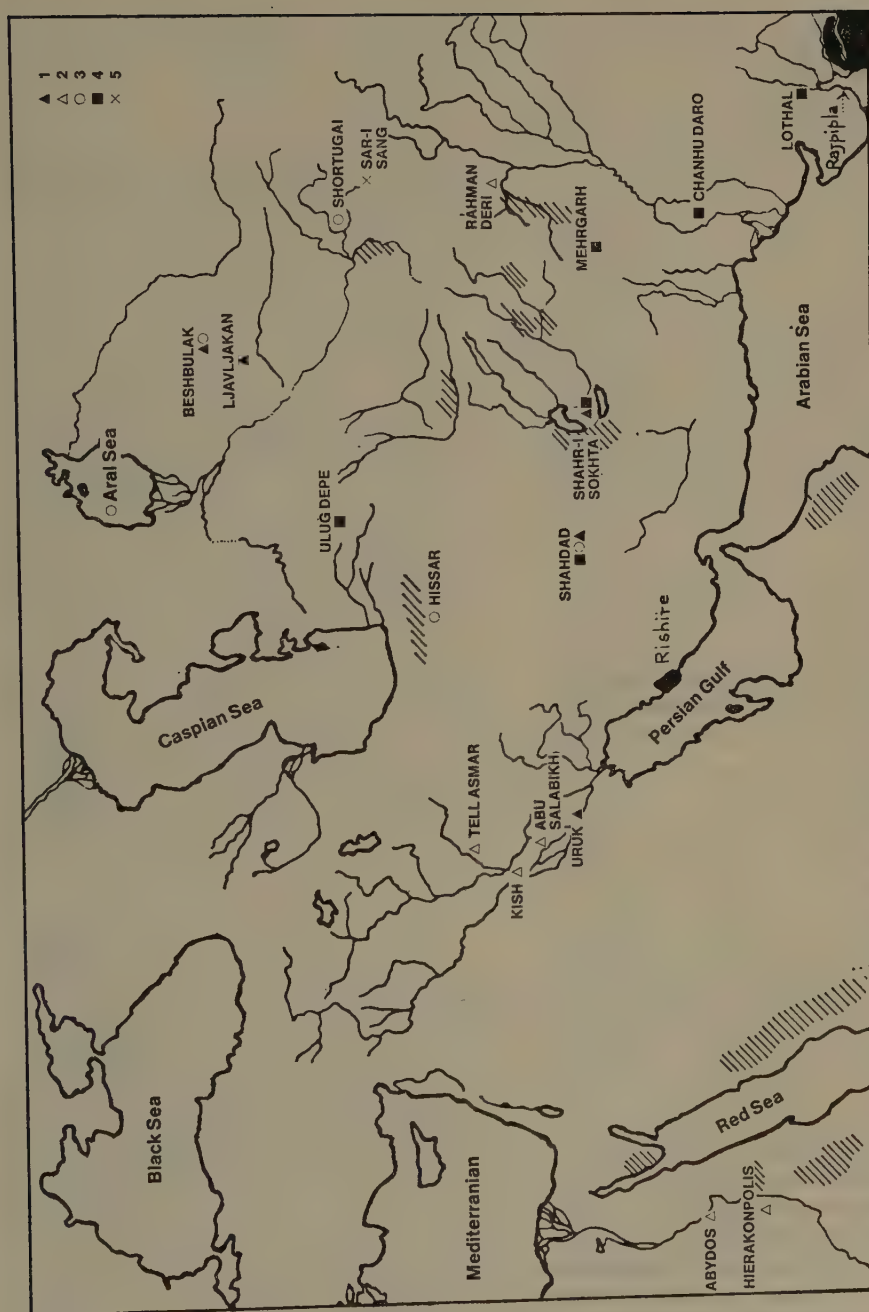 ▲ 1
△ 2
○ 3
■ 4
× 5
Black Sea
Caspian Sea
Aral Sea
BESHBULAK
LJAVLJAKAN
SHORTUGAI
SAR-I
SANG
ULUG DEPE
HISSAR
RAHMAN
DERI
MEHRGARH
Mediterranian
TELL ASMAR
KISH
ABU
SALABIKH
URUK
SHAHDAD
SHAHR-I
SOKHTA
CHANHU DARO
LOTHAL
Rajpipla
Rishire
Persian Gulf
Arabian Sea
Red Sea
ABYDOS
HIERAKONPOLIS